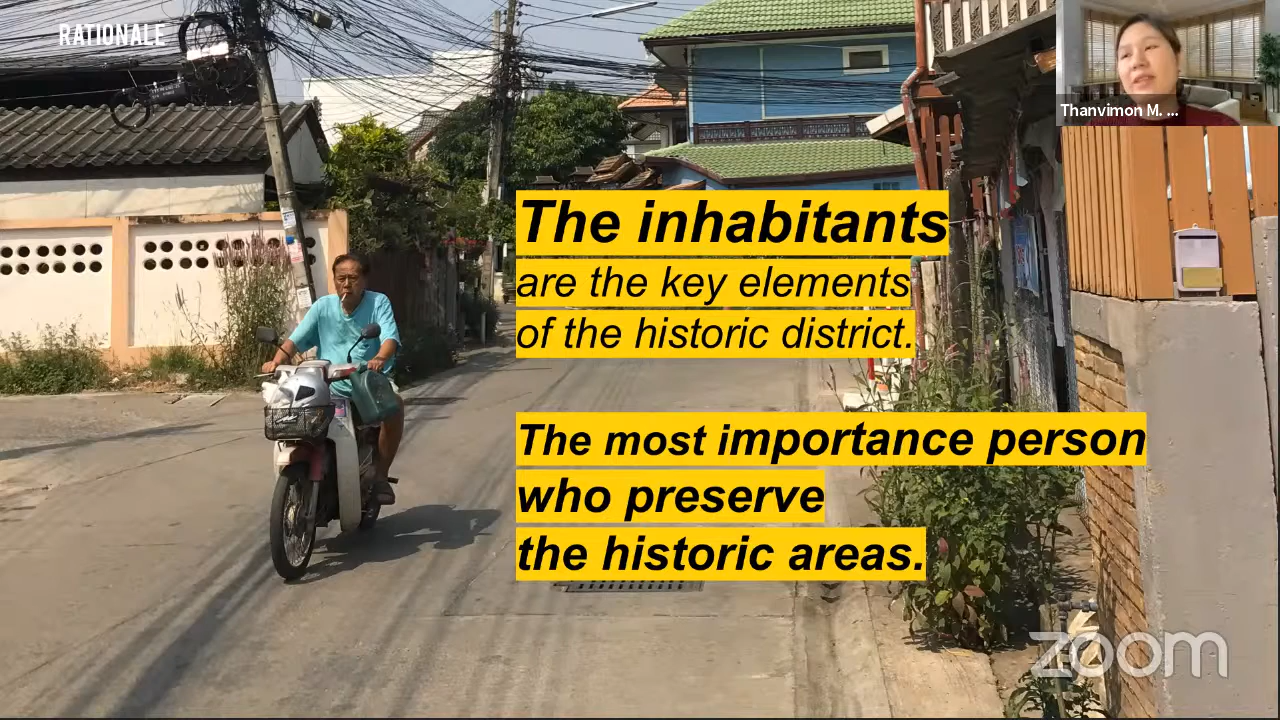 RATIONALE
Thanvimon M. ...
The inhabitants
are the key elements
of the historic district.
The most importance person
who preserve
the historic areas.
zoom